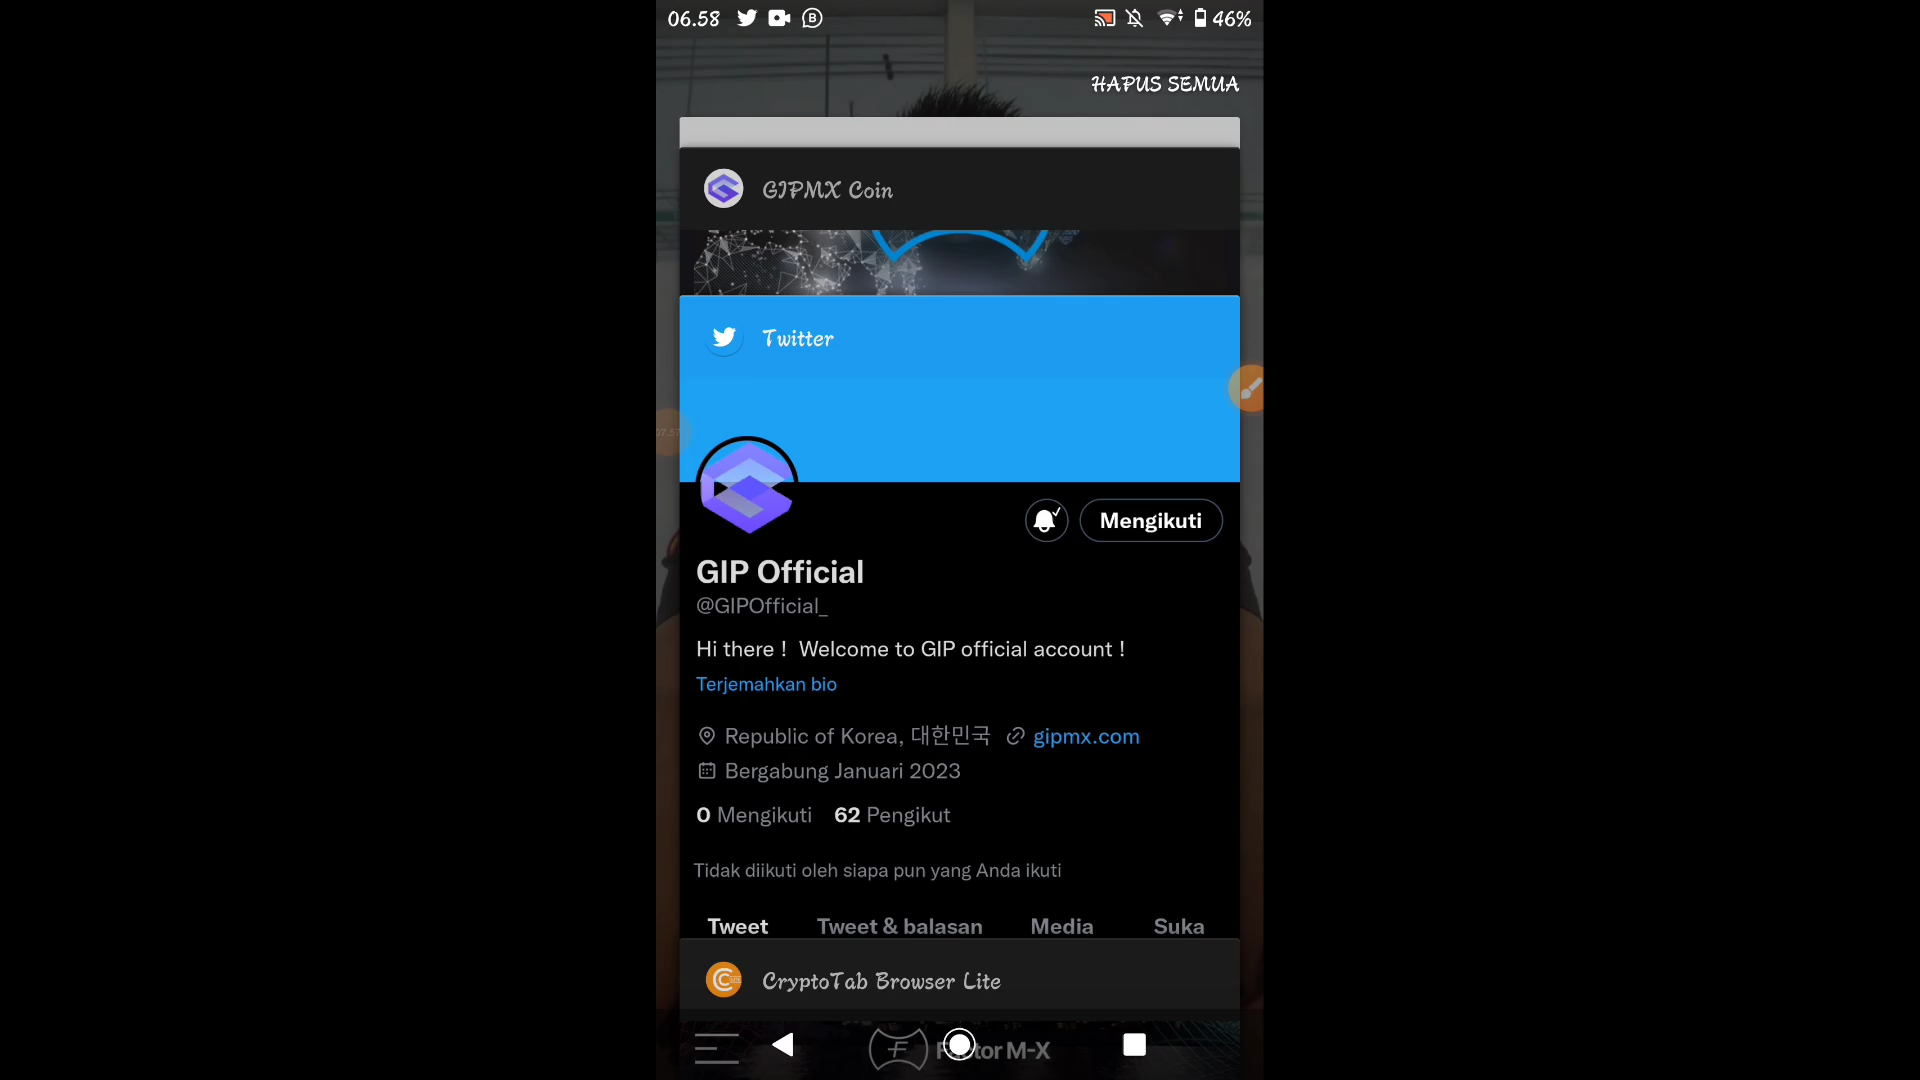 06.58
46%
HAPUS SEMUA
GIPMX Coin
Twitter
07.57
Mengikuti
GIP Official
@GIPOfficial_
Hi there ! Welcome to GIP official account !
Terjemahkan bio
Republic of Korea, 대한민국 gipmx.com
Bergabung Januari 2023
0 Mengikuti 62 Pengikut
Tidak diikuti oleh siapa pun yang Anda ikuti
Tweet Tweet & balasan Media Suka
CryptoTab Browser Lite
M-X